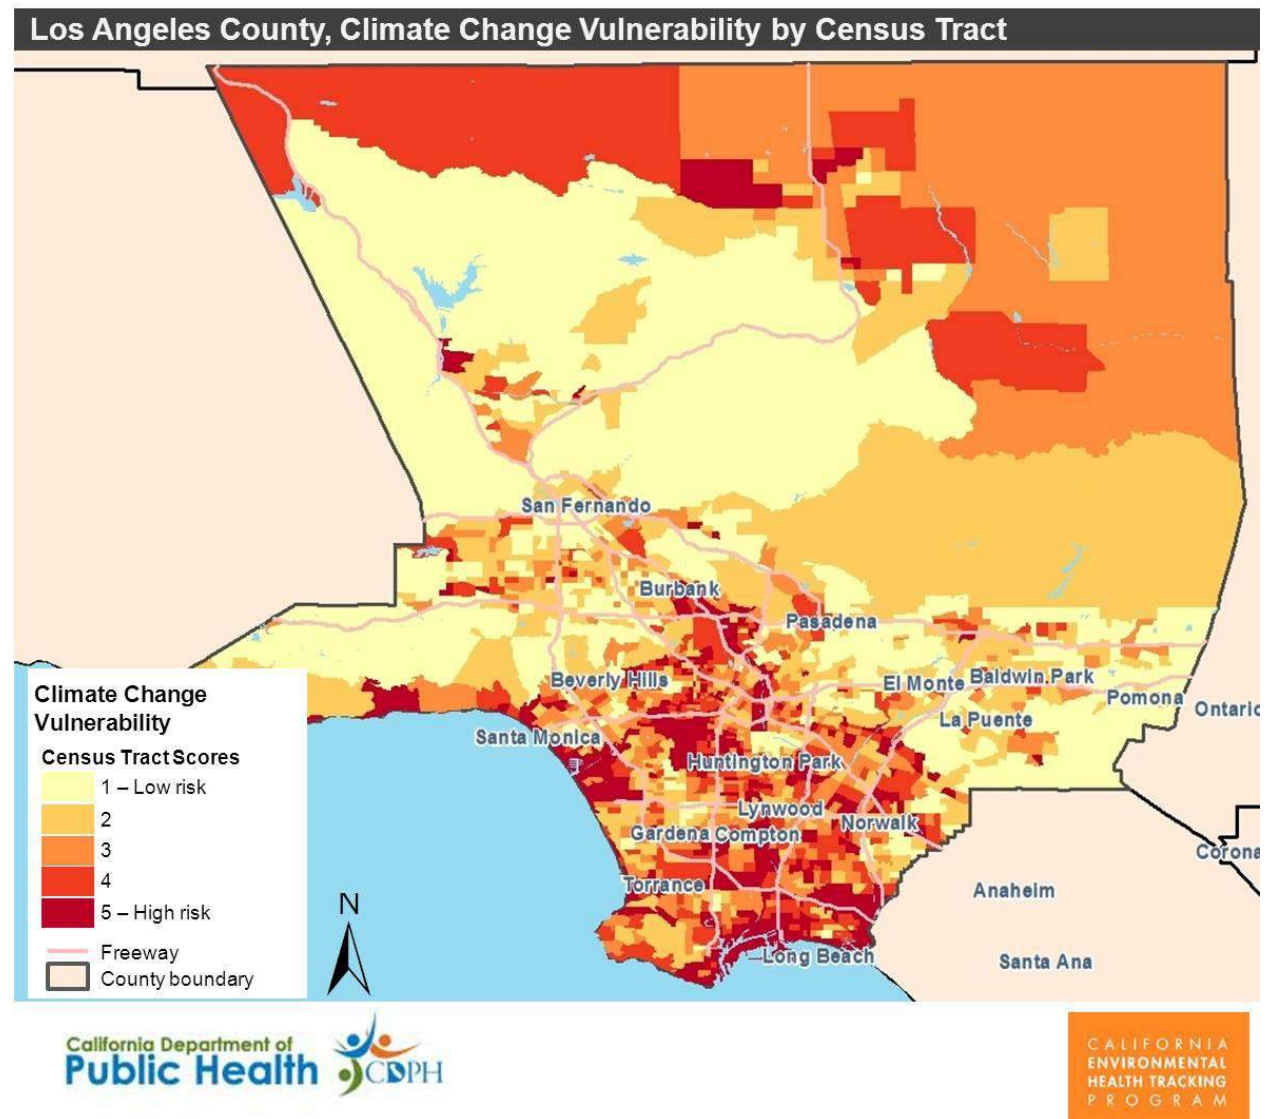 Los Angeles County, Climate Change Vulnerability by Census Tract
San Fernando
Burbank
Pasadena
Beverly Hills
El Monte
Baldwin Park
Pomona
Ontario
La Puente
Santa Monica
Huntington Park
Lynwood
Norwalk
Gardena
Compton
Corona
Torrance
Anaheim
Long Beach
Santa Ana
Climate Change
Vulnerability
Census Tract Scores
1 – Low risk
2
3
4
5 – High risk
Freeway
County boundary
N
California Department of
Public Health
CDPH
CALIFORNIA
ENVIRONMENTAL
HEALTH TRACKING
PROGRAM